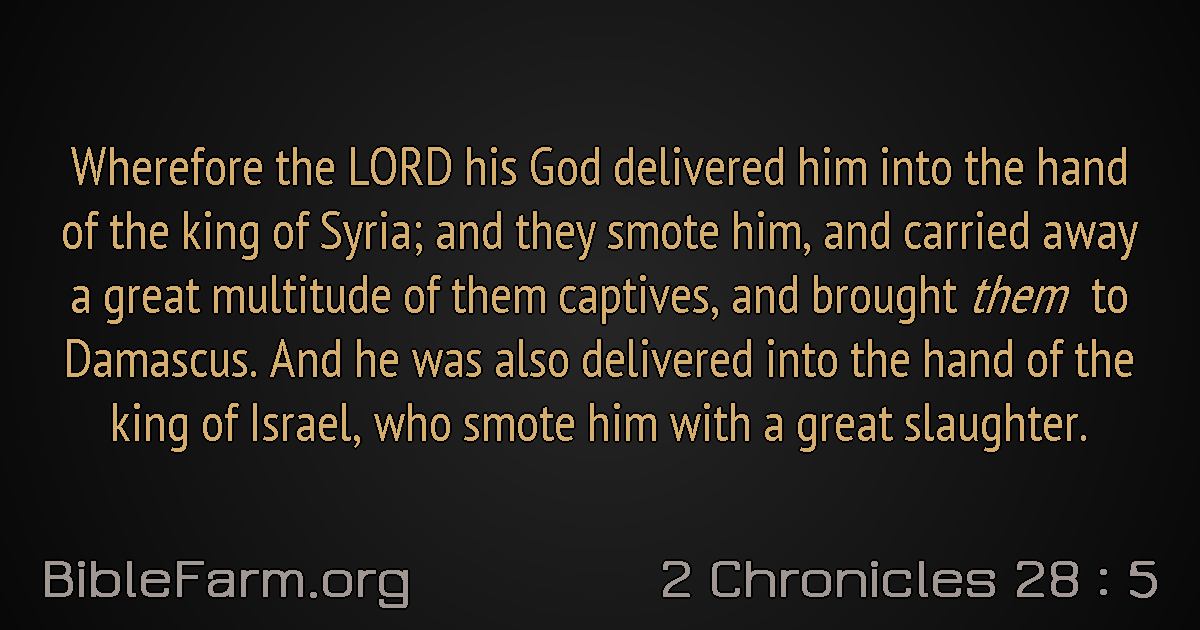 Wherefore the LORD his God delivered him into the hand
of the king of Syria; and they smote him, and carried away
a great multitude of them captives, and brought them to
Damascus. And he was also delivered into the hand of the
king of Israel, who smote him with a great slaughter.
BibleFarm.org
2 Chronicles 28 : 5